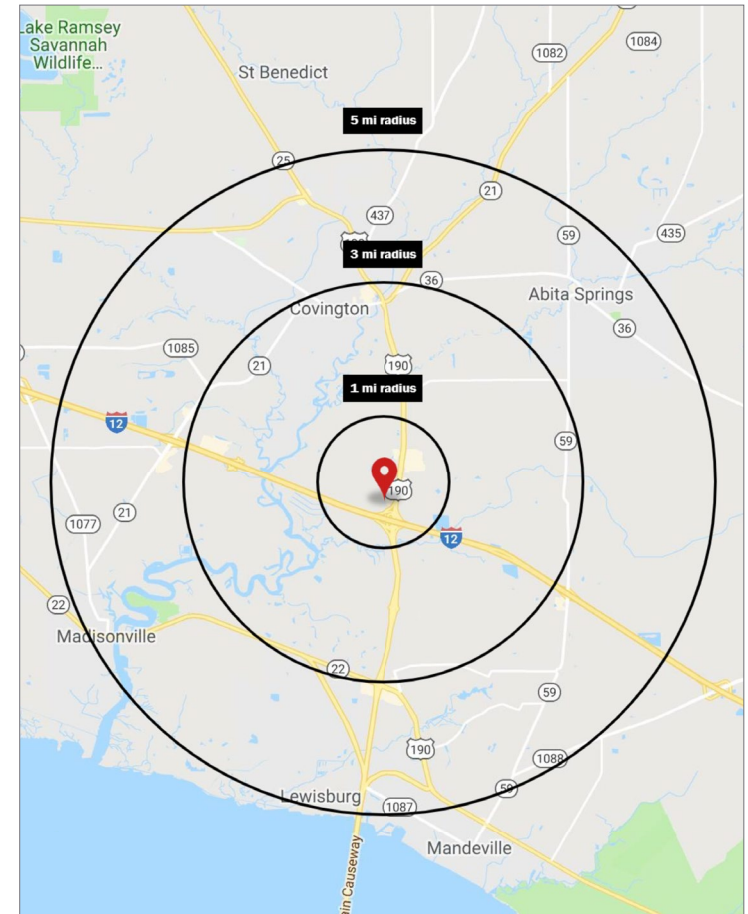 Lake Ramsey
Savannah
Wildlife...
St Benedict
1082
1084
5 mi radius
25
21
437
59
435
3 mi radius
36
Abita Springs
Covington
36
1085
21
190
1 mi radius
12
59
190
21
1077
12
22
Madisonville
22
59
190
1088
59
Lewisburg
1087
Mandeville
Causeway